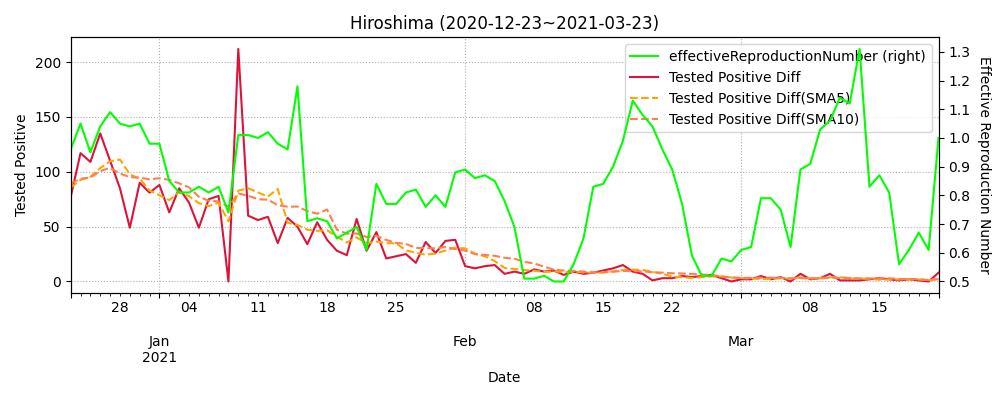 Hiroshima (2020-12-23~2021-03-23)
effectiveReproductionNumber (right)
Tested Positive Diff
Tested Positive Diff(SMA5)
Tested Positive Diff(SMA10)
Tested Positive
200
150
100
50
0
Effective Reproduction Number
1.3
1.2
1.1
1.0
0.9
0.8
0.7
0.6
0.5
28 04 11 18 25 08 15 22 08 15
Jan Feb Mar
2021
Date